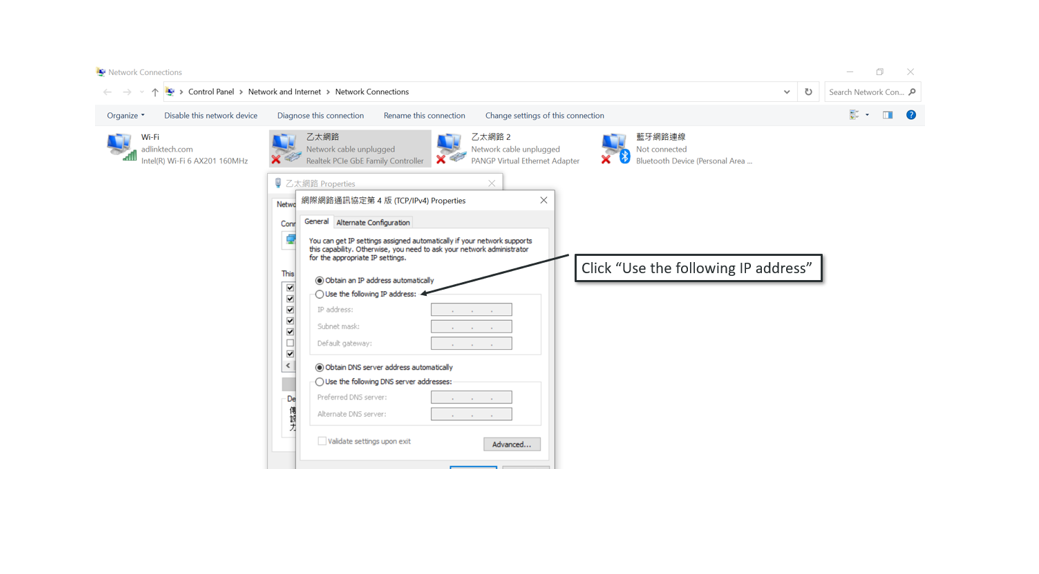 Network Connections
Control Panel > Network and Internet > Network Connections
Search Network Con...
Organize
Disable this network device
Diagnose this connection
Rename this connection
Change settings of this connection
Wi-Fi
adlinktech.com
Intel(R) Wi-Fi 6 AX201 160MHz
乙太網路
Network cable unplugged
Realtek PCIe GbE Family Controller
乙太網路 2
Network cable unplugged
PANGP Virtual Ethernet Adapter
藍牙網路連線
Not connected
Bluetooth Device (Personal Area ...
乙太網路 Properties
網際網路通訊協定第 4 版 (TCP/IPv4) Properties
General
Alternate Configuration
You can get IP settings assigned automatically if your network supports
this capability. Otherwise, you need to ask your network administrator
for the appropriate IP settings.
Obtain an IP address automatically
Use the following IP address:
IP address:
Subnet mask:
Default gateway:
Obtain DNS server address automatically
Use the following DNS server addresses:
Preferred DNS server:
Alternate DNS server:
Validate settings upon exit
Advanced...
This
Click “Use the following IP address”